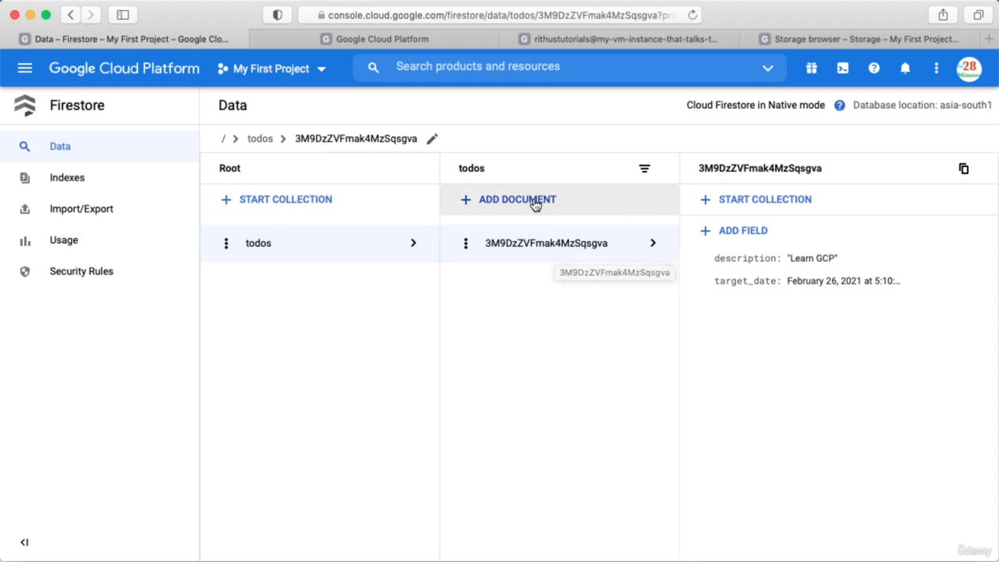 console.cloud.google.com/firestore/data/todos/3M9DzZVFmak4MzSqsgva?pro
Data – Firestore – My First Project – Google Clo...
Google Cloud Platform
rithustutorials@my-vm-instance-that-talks-t...
Storage browser – Storage – My First Project...
Google Cloud Platform
My First Project
Search products and resources
28
Minutes
Firestore
Data
Cloud Firestore in Native mode
Database location: asia-south1
Data
Indexes
Import/Export
Usage
Security Rules
/ > todos > 3M9DzZVFmak4MzSqsgva
Root
START COLLECTION
todos
todos
ADD DOCUMENT
3M9DzZVFmak4MzSqsgva
3M9DzZVFmak4MzSqsgva
3M9DzZVFmak4MzSqsgva
START COLLECTION
ADD FIELD
description: "Learn GCP"
target_date: February 26, 2021 at 5:10:...
ûdemy